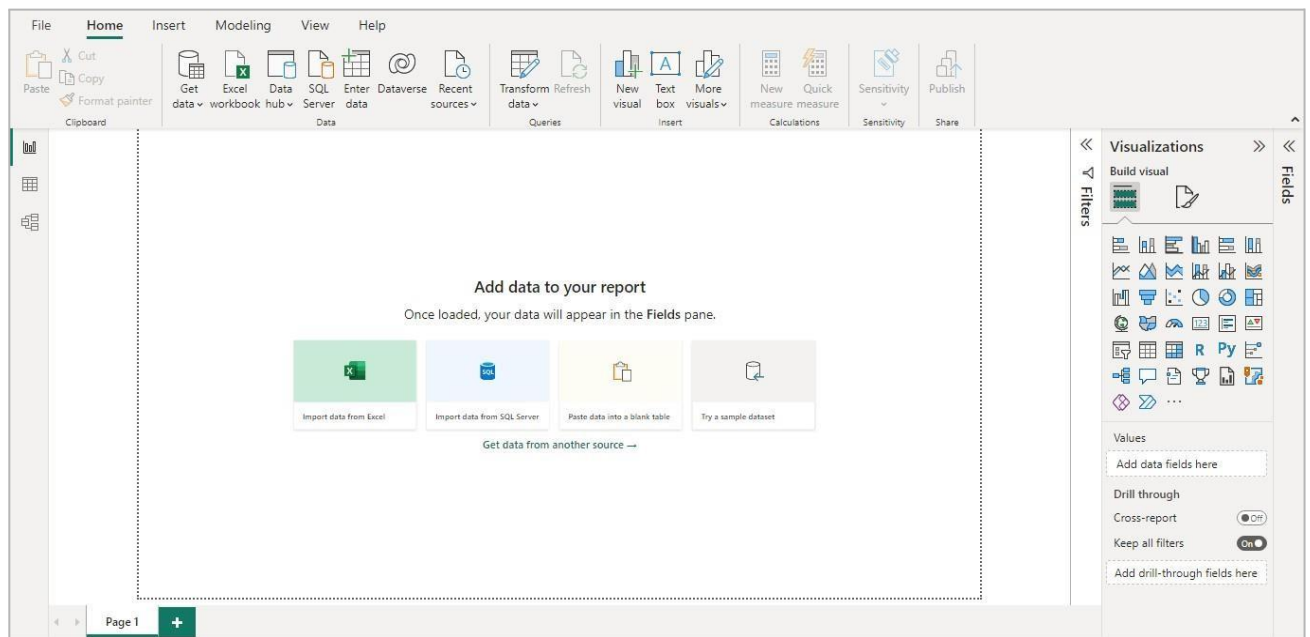 File Home Insert Modeling View Help
Paste
Cut
Copy
Format painter
Clipboard
Get data
Excel workbook
Data hub
SQL Server
Enter data
Dataverse
Recent sources
Data
Transform data
Refresh
Queries
New visual
Text box
More visuals
Insert
New measure
Quick measure
Calculations
Sensitivity
Sensitivity
Publish
Share
Add data to your report
Once loaded, your data will appear in the Fields pane.
X
SQL
Import data from Excel
Import data from SQL Server
Paste data into a blank table
Try a sample dataset
Get data from another source →
Filters
Visualizations
Build visual
123
R
Py
...
Values
Add data fields here
Drill through
Cross-report
Off
Keep all filters
On
Add drill-through fields here
Fields
Page 1
+